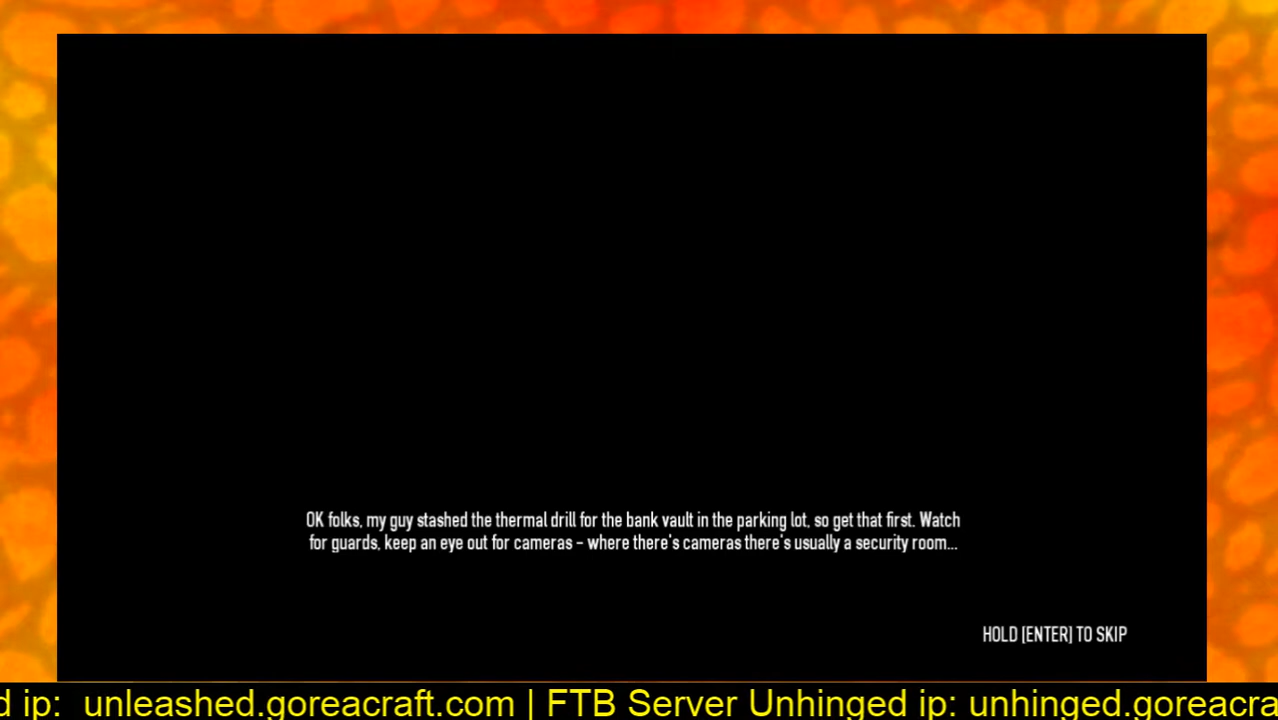 OK folks, my guy stashed the thermal drill for the bank vault in the parking lot, so get that first. Watch
for guards, keep an eye out for cameras - where there's cameras there's usually a security room...
HOLD [ENTER] TO SKIP
d ip:  unleashed.goreacraft.com | FTB Server Unhinged ip: unhinged.goreacra